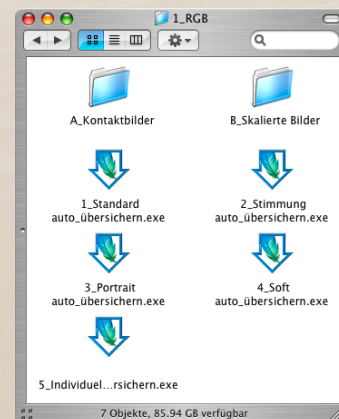 1_RGB
A_Kontaktbilder
B_Skalierte Bilder
1_Standard
auto_übersichern.exe
2_Stimmung
auto_übersichern.exe
3_Portrait
auto_übersichern.exe
4_Soft
auto_übersichern.exe
5_Individuel...rsichern.exe
7 Objekte, 85.94 GB verfügbar